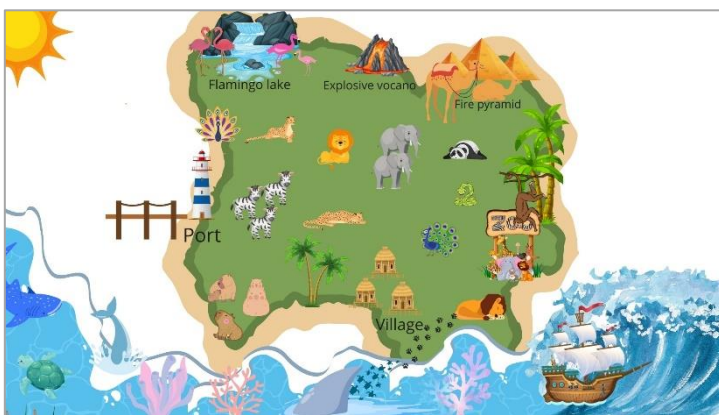 Flamingo lake
Explosive vocano
Fire pyramid
ZOO
Port
Village